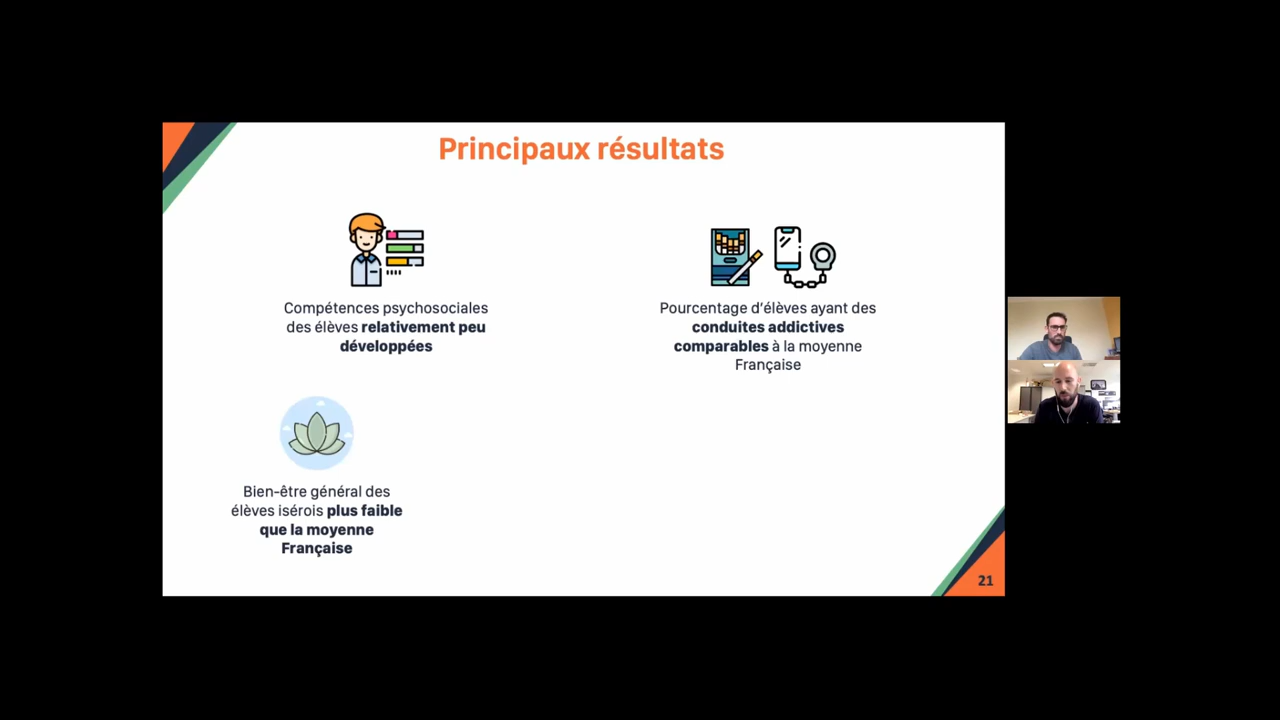 Principaux résultats
Compétences psychosociales
des élèves relativement peu
développées
Pourcentage d'élèves ayant des
conduites addictives
comparables à la moyenne
Française
Bien-être général des
élèves isérois plus faible
que la moyenne
Française
21